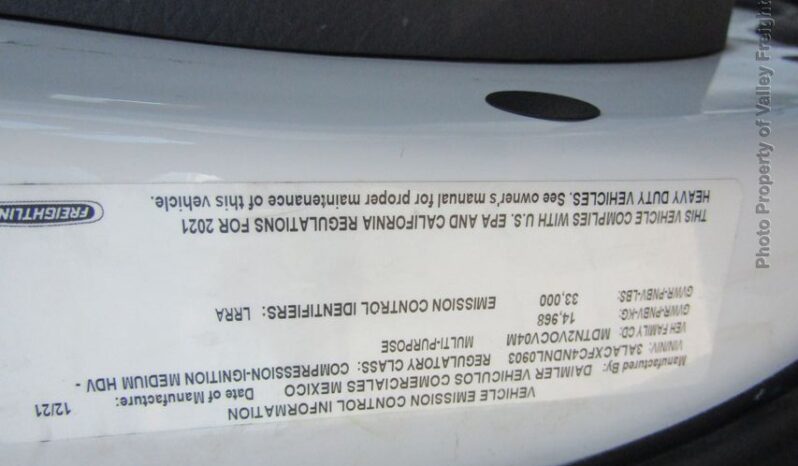 VEHICLE EMISSION CONTROL INFORMATION
Manufactured By: DAIMLER VEHICULOS COMERCIALES MEXICO Date of Manufacture: 12/21
VIN/NIV: 3ALACXFC4NDNL0903 REGULATORY CLASS: COMPRESSION-IGNITION MEDIUM HDV -
VEH FAMILY CD: MDTN2VOCV04M MULTI-PURPOSE
GVWR-PNBV-KG: 14,968
GVWR-PNBV-LBS: 33,000 EMISSION CONTROL IDENTIFIERS: LRRA
THIS VEHICLE COMPLIES WITH U.S. EPA AND CALIFORNIA REGULATIONS FOR 2021
HEAVY DUTY VEHICLES. See owner's manual for proper maintenance of this vehicle.
FREIGHTLIN
Photo Property of Valley Freight